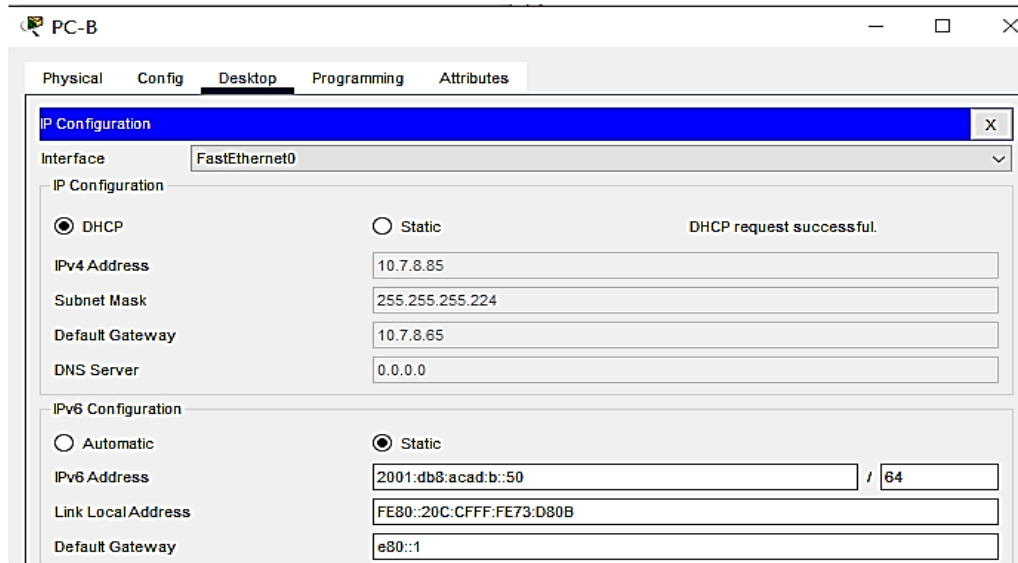 PC-B
Physical Config Desktop Programming Attributes
IP Configuration X
Interface FastEthernet0
IP Configuration
DHCP Static DHCP request successful.
IPv4 Address 10.7.8.85
Subnet Mask 255.255.255.224
Default Gateway 10.7.8.65
DNS Server 0.0.0.0
IPv6 Configuration
Automatic Static
IPv6 Address 2001:db8:acad:b::50 / 64
Link Local Address FE80::20C:CFFF:FE73:D80B
Default Gateway e80::1